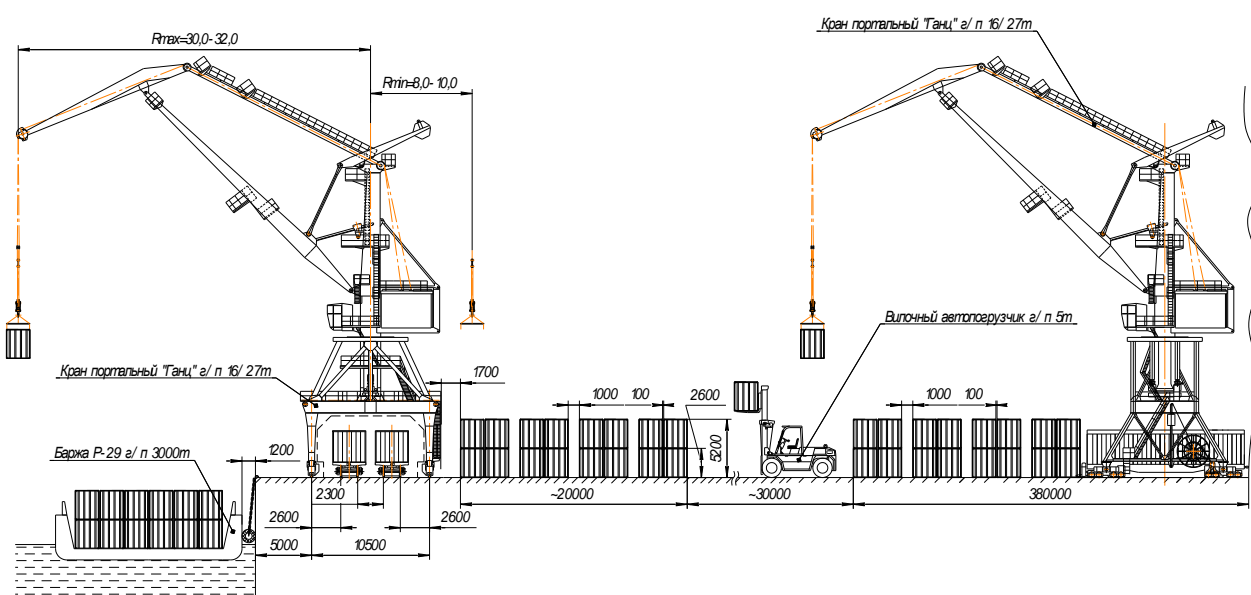 Кран портальный "Ганц" г/п 16/27т
Rmax=30,0-32,0
Rmin=8,0-10,0
Вилочный автопогрузчик г/п 5т
Кран портальный "Ганц" г/п 16/27т
1700
1000 100
2600
1000 100
5200
Баржа Р-29 г/п 3000т
1200
2300
~20000
~30000
380000
2600
2600
5000
10500